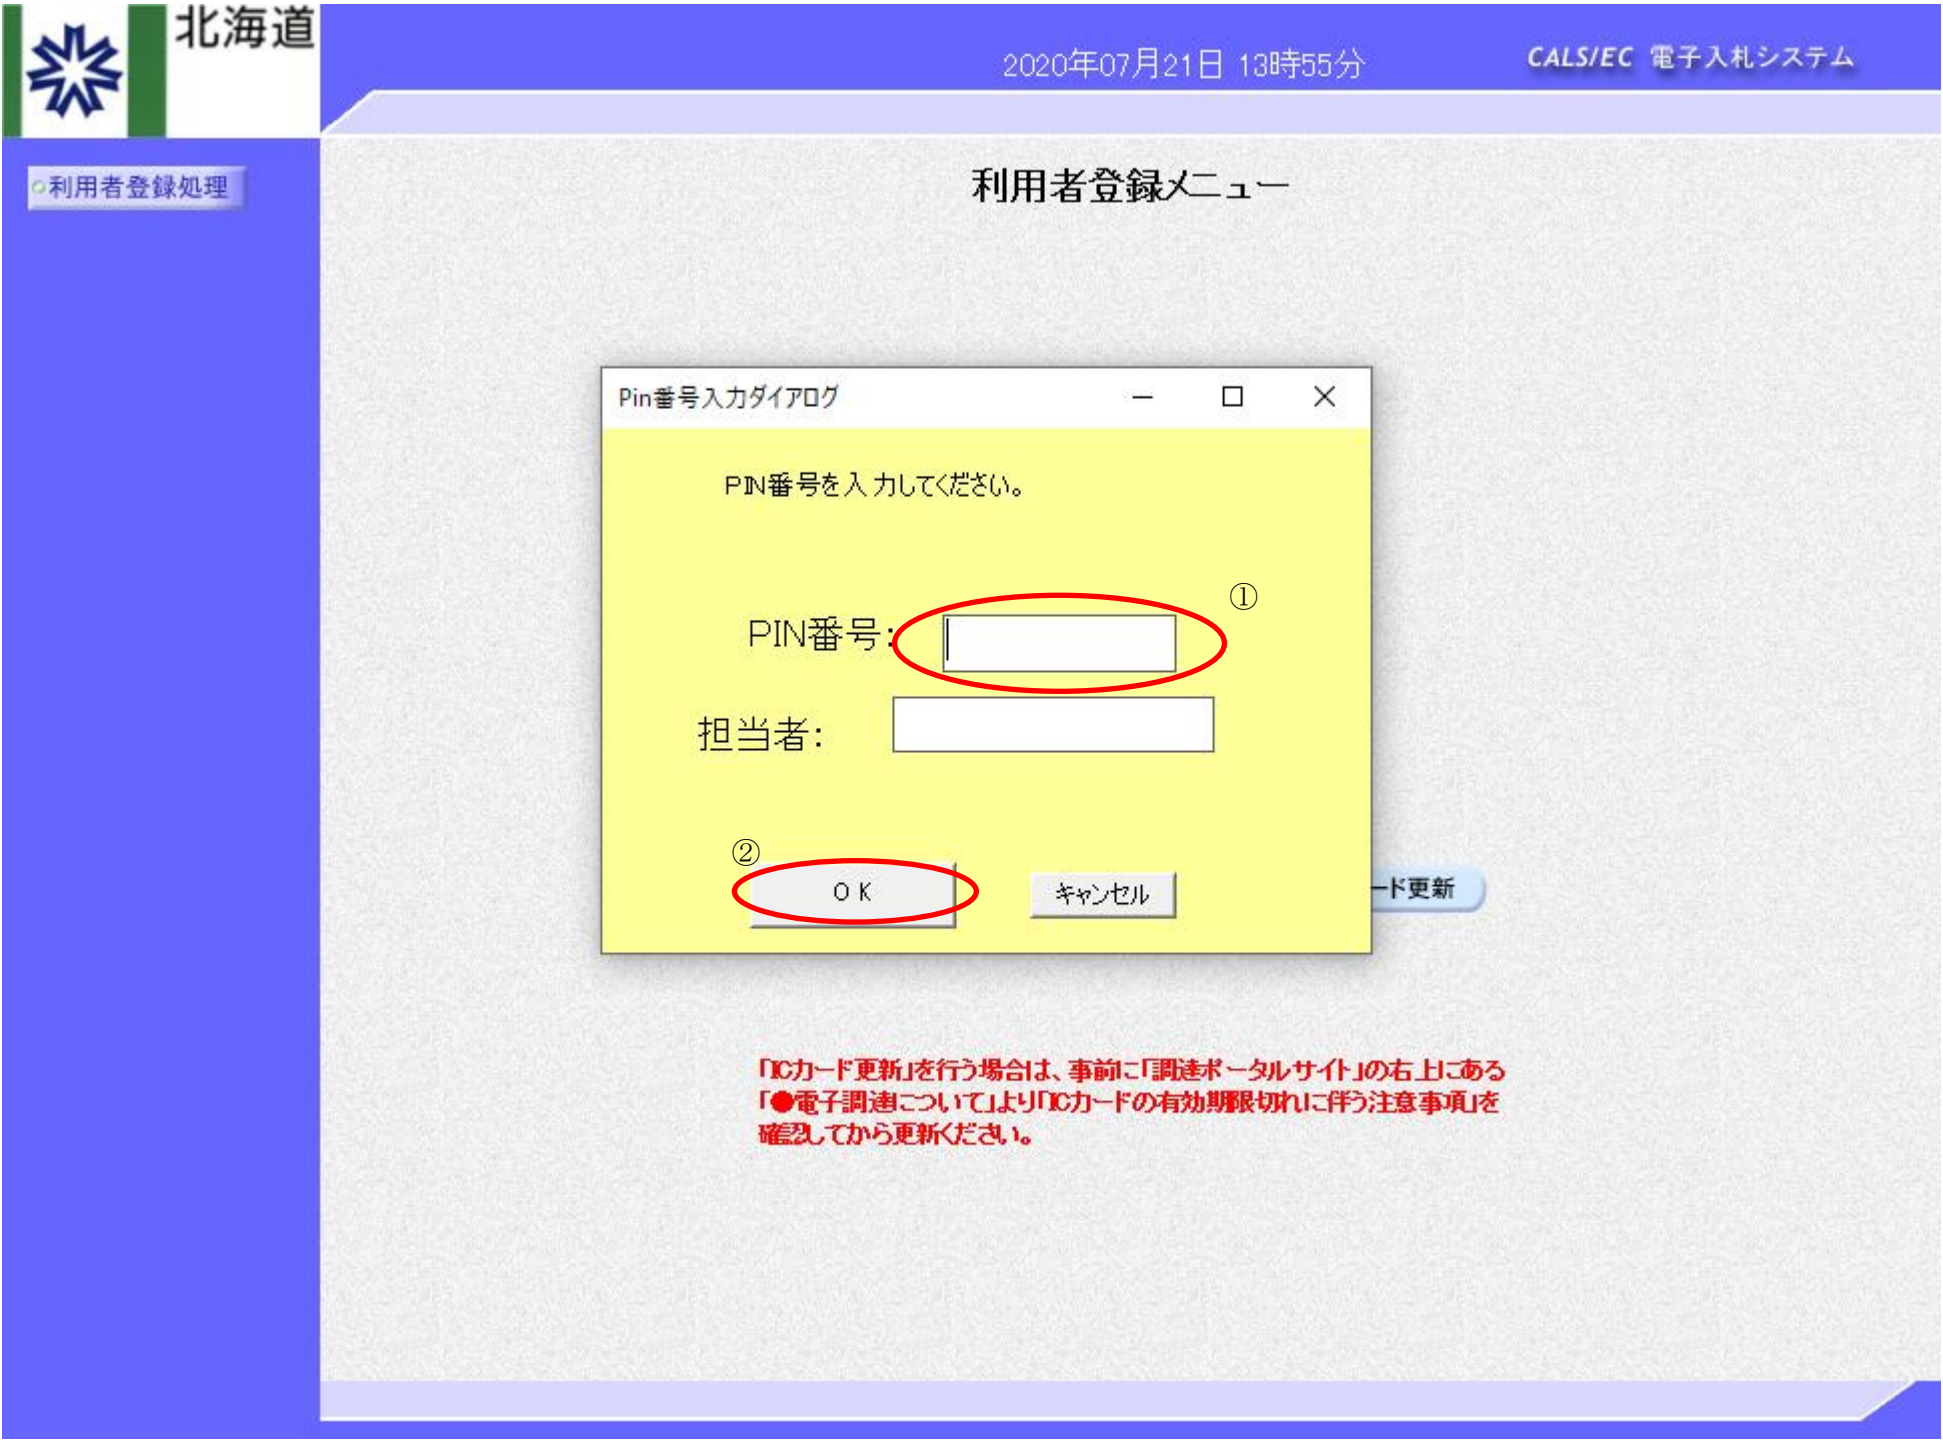 北海道
2020年07月21日 13時55分
CALS/EC 電子入札システム
利用者登録処理
利用者登録メニュー
Pin番号入力ダイアログ
PIN番号を入力してください。
①
PIN番号:
担当者:
②
OK
キャンセル
ード更新
「ICカード更新」を行う場合は、事前に「調達ポータルサイト」の右上にある
「●電子調達について」より「ICカードの有効期限切れに伴う注意事項」を
確認してから更新ください。